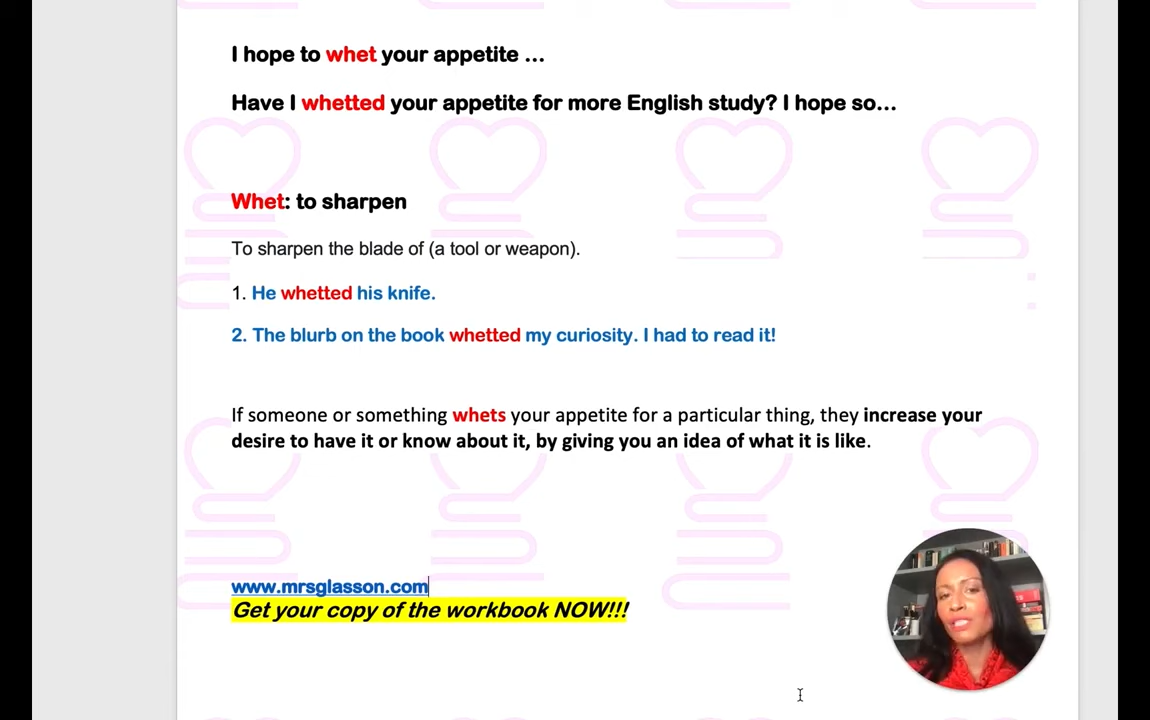 I hope to whet your appetite …
Have I whetted your appetite for more English study? I hope so…
Whet: to sharpen
To sharpen the blade of (a tool or weapon).
1. He whetted his knife.
2. The blurb on the book whetted my curiosity. I had to read it!
If someone or something whets your appetite for a particular thing, they increase your
desire to have it or know about it, by giving you an idea of what it is like.
www.mrsglasson.com
Get your copy of the workbook NOW!!!